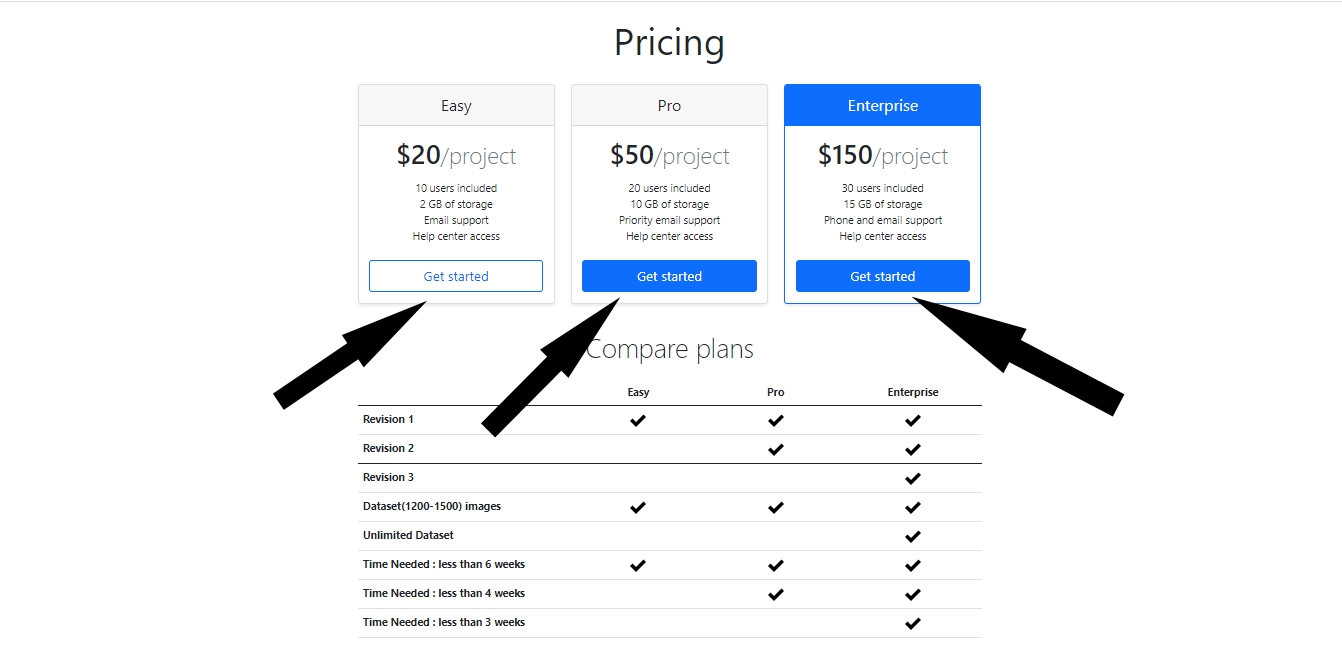 Pricing
Easy
$20/project
10 users included
2 GB of storage
Email support
Help center access
Get started
Pro
$50/project
20 users included
10 GB of storage
Priority email support
Help center access
Get started
Enterprise
$150/project
30 users included
15 GB of storage
Phone and email support
Help center access
Get started
Compare plans
Easy Pro Enterprise
Revision 1
Revision 2
Revision 3
Dataset(1200-1500) images
Unlimited Dataset
Time Needed : less than 6 weeks
Time Needed : less than 4 weeks
Time Needed : less than 3 weeks